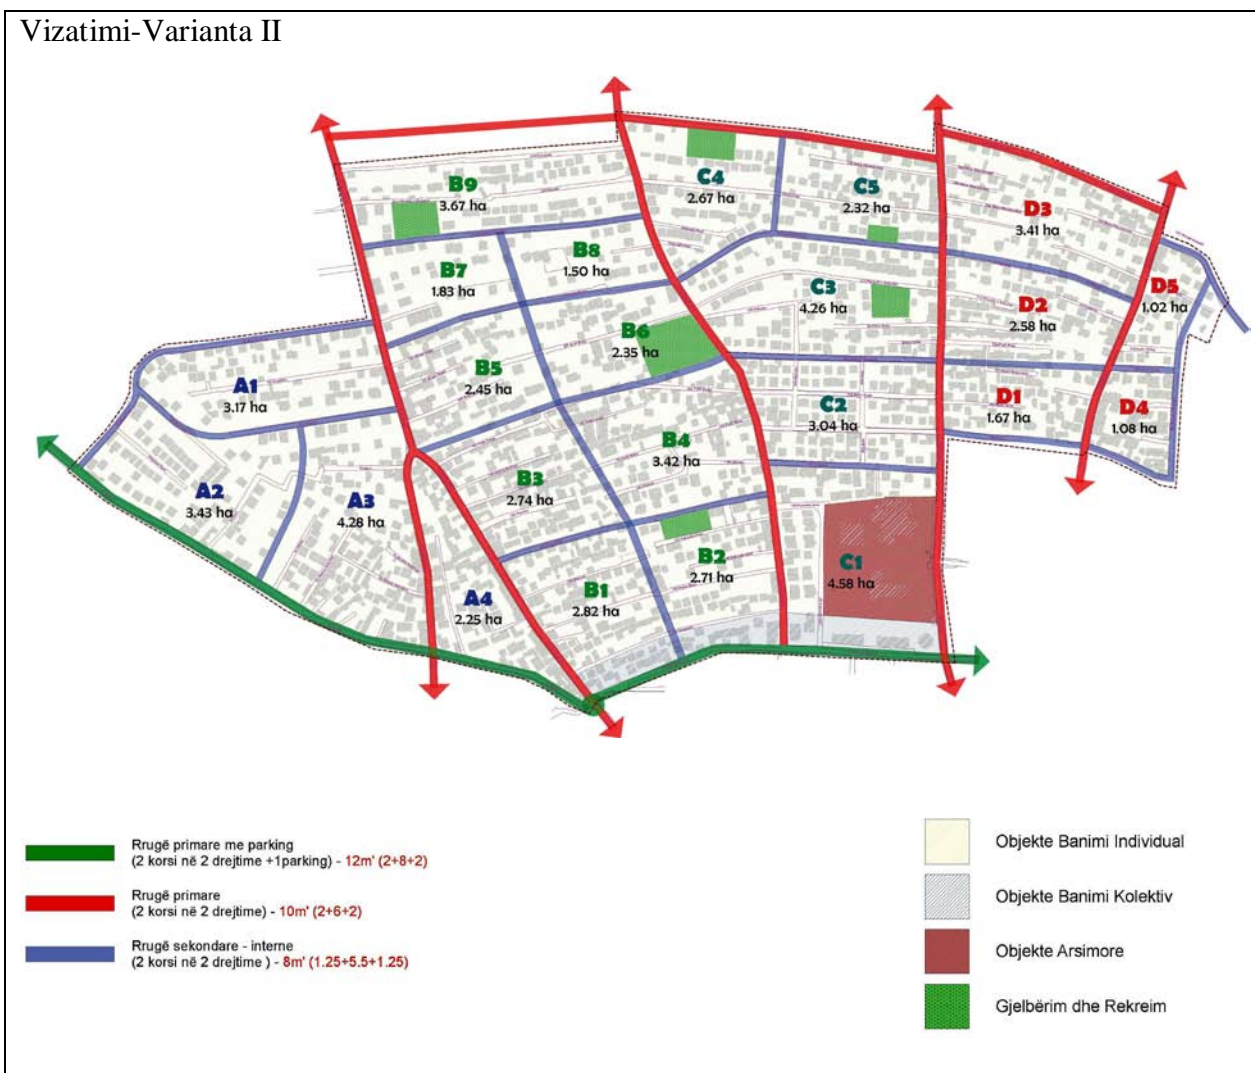 Vizatimi-Varianta II
B9
3.67 ha
C4
2.67 ha
C5
2.32 ha
D3
3.41 ha
B8
1.50 ha
B7
1.83 ha
C3
4.26 ha
D5
1.02 ha
D2
2.58 ha
B6
2.35 ha
B5
2.45 ha
A1
3.17 ha
C2
3.04 ha
D1
1.67 ha
D4
1.08 ha
B4
3.42 ha
B3
2.74 ha
A2
3.43 ha
A3
4.28 ha
B2
2.71 ha
C1
4.58 ha
B1
2.82 ha
A4
2.25 ha
Rrugë primare me parking
(2 korsi në 2 drejtime +1parking) - 12m' (2+8+2)
Rrugë primare
(2 korsi në 2 drejtime) - 10m' (2+6+2)
Rrugë sekondare - interne
(2 korsi në 2 drejtime ) - 8m' (1.25+5.5+1.25)
Objekte Banimi Individual
Objekte Banimi Kolektiv
Objekte Arsimore
Gjelbërim dhe Rekreim